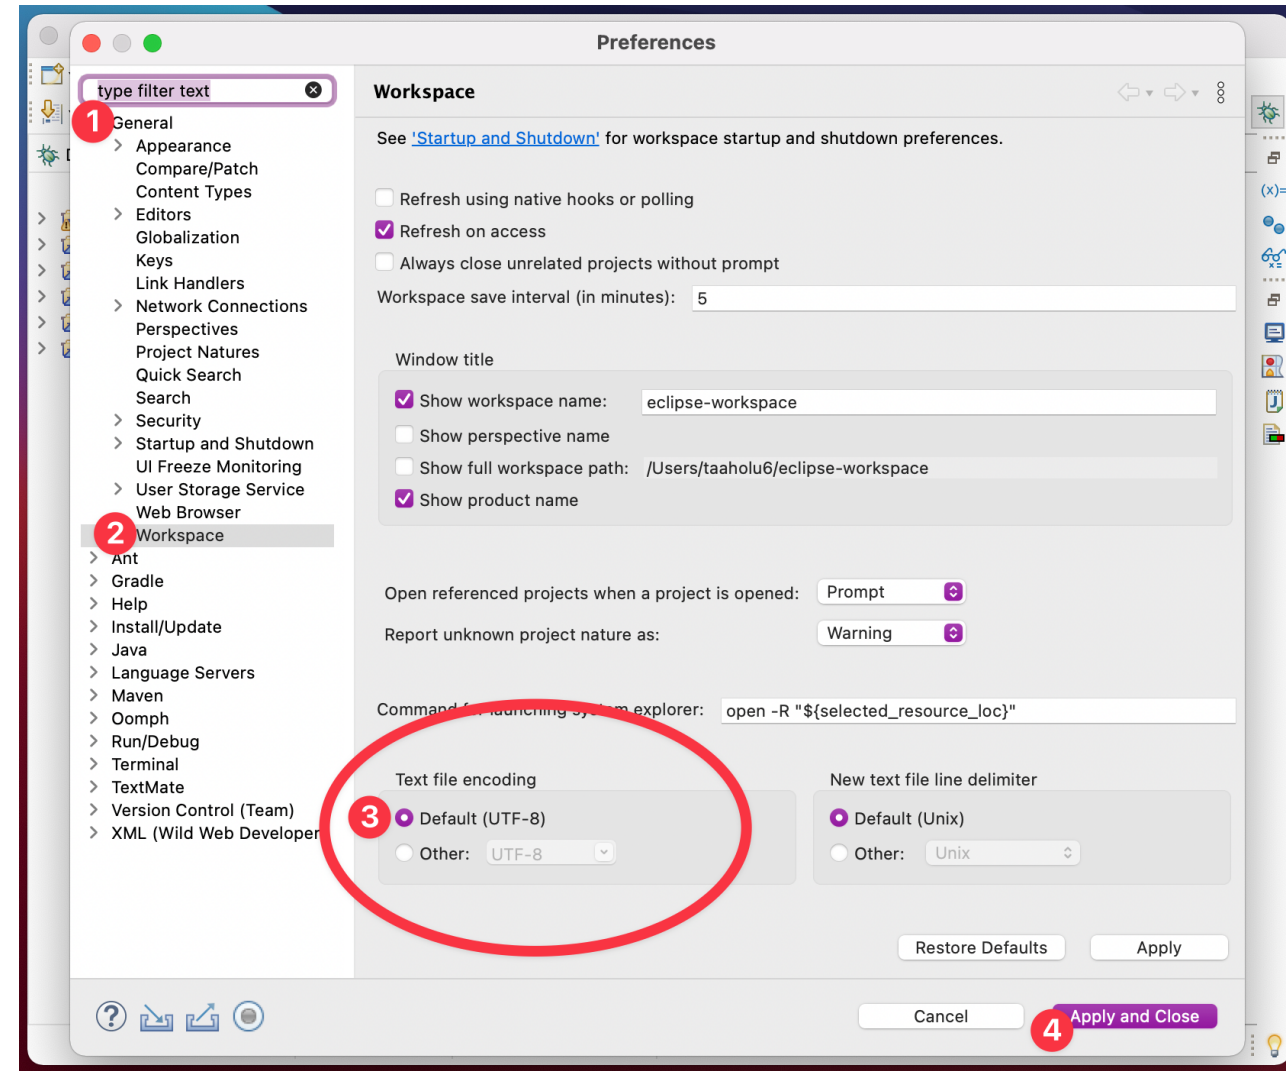 Preferences
type filter text
1
General
Appearance
Compare/Patch
Content Types
Editors
Globalization
Keys
Link Handlers
Network Connections
Perspectives
Project Natures
Quick Search
Search
Security
Startup and Shutdown
UI Freeze Monitoring
User Storage Service
Web Browser
2
Workspace
Ant
Gradle
Help
Install/Update
Java
Language Servers
Maven
Oomph
Run/Debug
Terminal
TextMate
Version Control (Team)
XML (Wild Web Developer
Workspace
See 'Startup and Shutdown' for workspace startup and shutdown preferences.
Refresh using native hooks or polling
Refresh on access
Always close unrelated projects without prompt
Workspace save interval (in minutes): 5
Window title
Show workspace name: eclipse-workspace
Show perspective name
Show full workspace path: /Users/taaholu6/eclipse-workspace
Show product name
Open referenced projects when a project is opened: Prompt
Report unknown project nature as: Warning
Command for launching system explorer: open -R "${selected_resource_loc}"
Text file encoding
3 Default (UTF-8)
Other: UTF-8
New text file line delimiter
Default (Unix)
Other: Unix
Restore Defaults Apply
?
Cancel
4 Apply and Close
(x)=